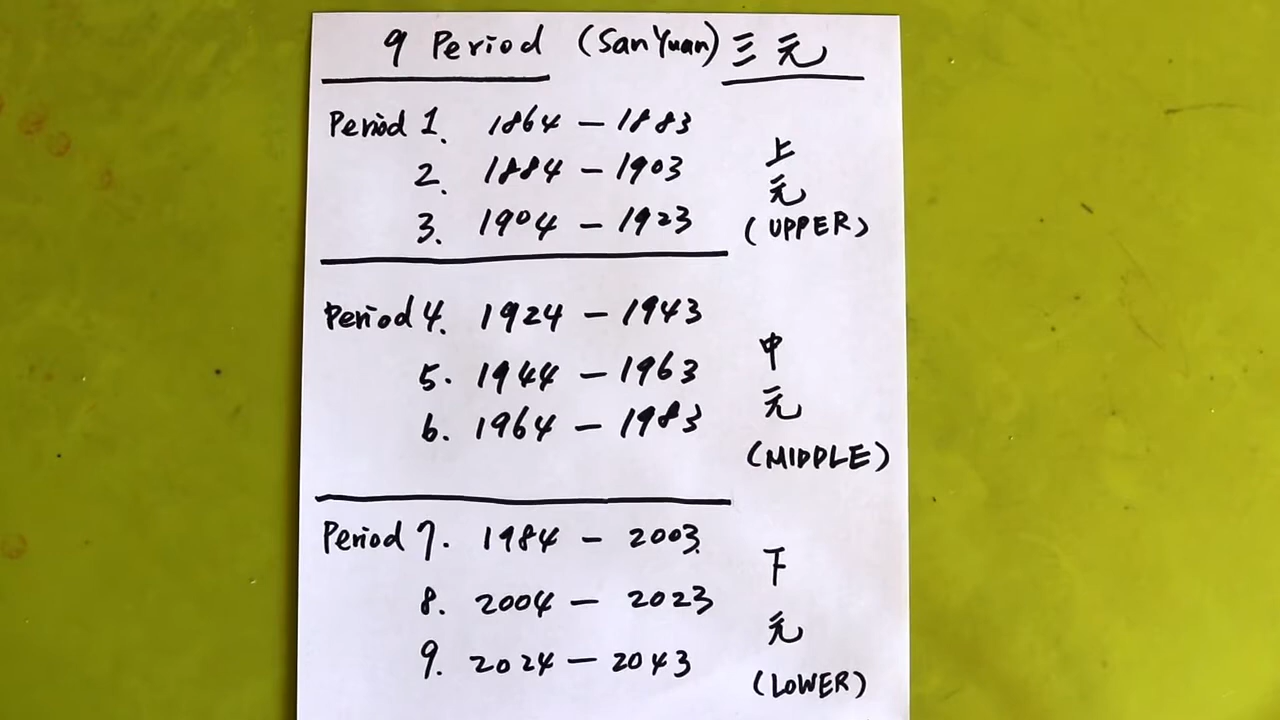 9 Period (San Yuan) 三元
Period 1. 1864 - 1883
2. 1884 - 1903
3. 1904 - 1923
上
元
(UPPER)
Period 4. 1924 - 1943
5. 1944 - 1963
6. 1964 - 1983
中
元
(MIDDLE)
Period 7. 1984 - 2003
8. 2004 - 2023
9. 2024 - 2043
下
元
(LOWER)